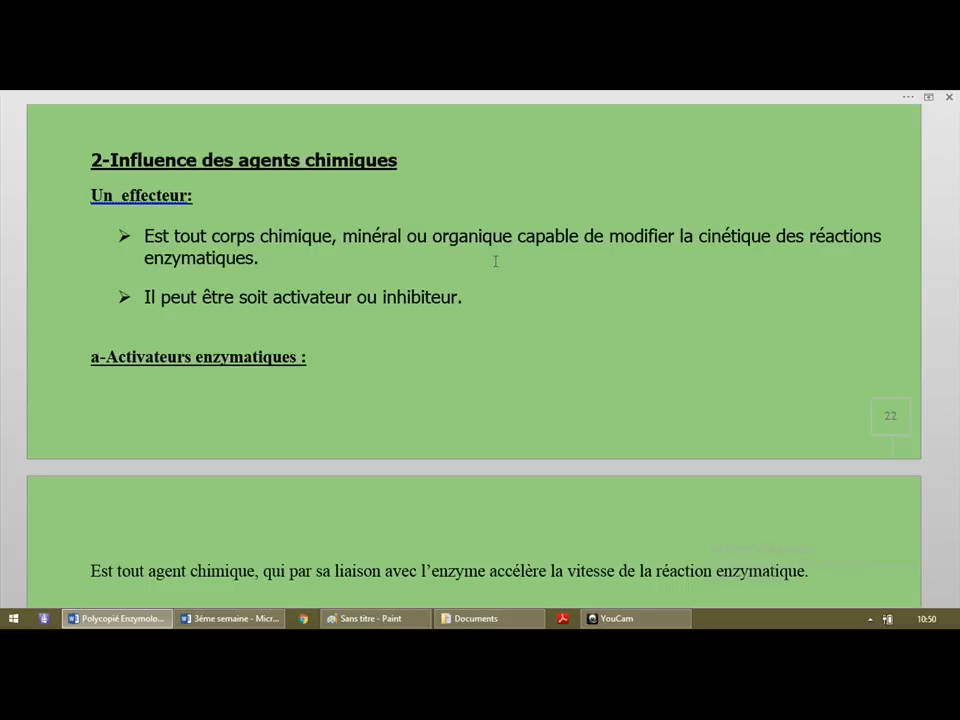 2-Influence des agents chimiques
Un effecteur:
➢ Est tout corps chimique, minéral ou organique capable de modifier la cinétique des réactions
enzymatiques.
➢ Il peut être soit activateur ou inhibiteur.
a-Activateurs enzymatiques :
22
Est tout agent chimique, qui par sa liaison avec l’enzyme accélère la vitesse de la réaction enzymatique.
Polycopié Enzymolo... 3éme semaine - Micr... Sans titre - Paint Documents YouCam 10:50